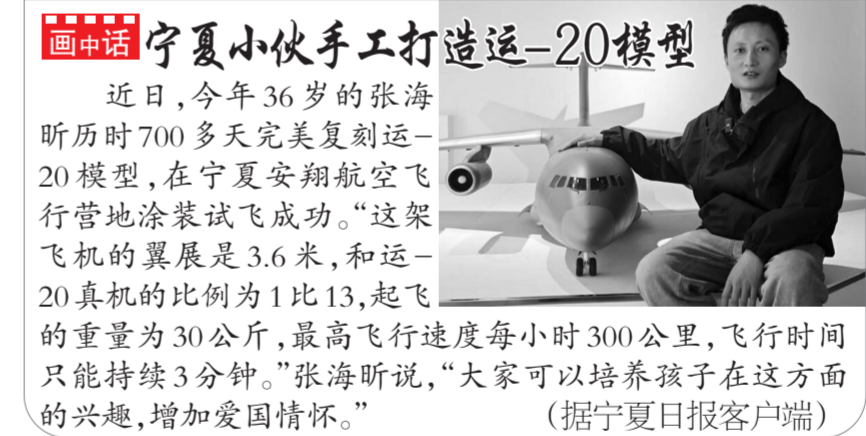 画中话 宁夏小伙手工打造运-20模型
近日,今年36岁的张海
昕历时700多天完美复刻运-
20模型,在宁夏安翔航空飞
行营地涂装试飞成功。“这架
飞机的翼展是3.6米,和运-
20真机的比例为1比13,起飞
的重量为30公斤,最高飞行速度每小时300公里,飞行时间
只能持续3分钟。”张海昕说,“大家可以培养孩子在这方面
的兴趣,增加爱国情怀。”
(据宁夏日报客户端)